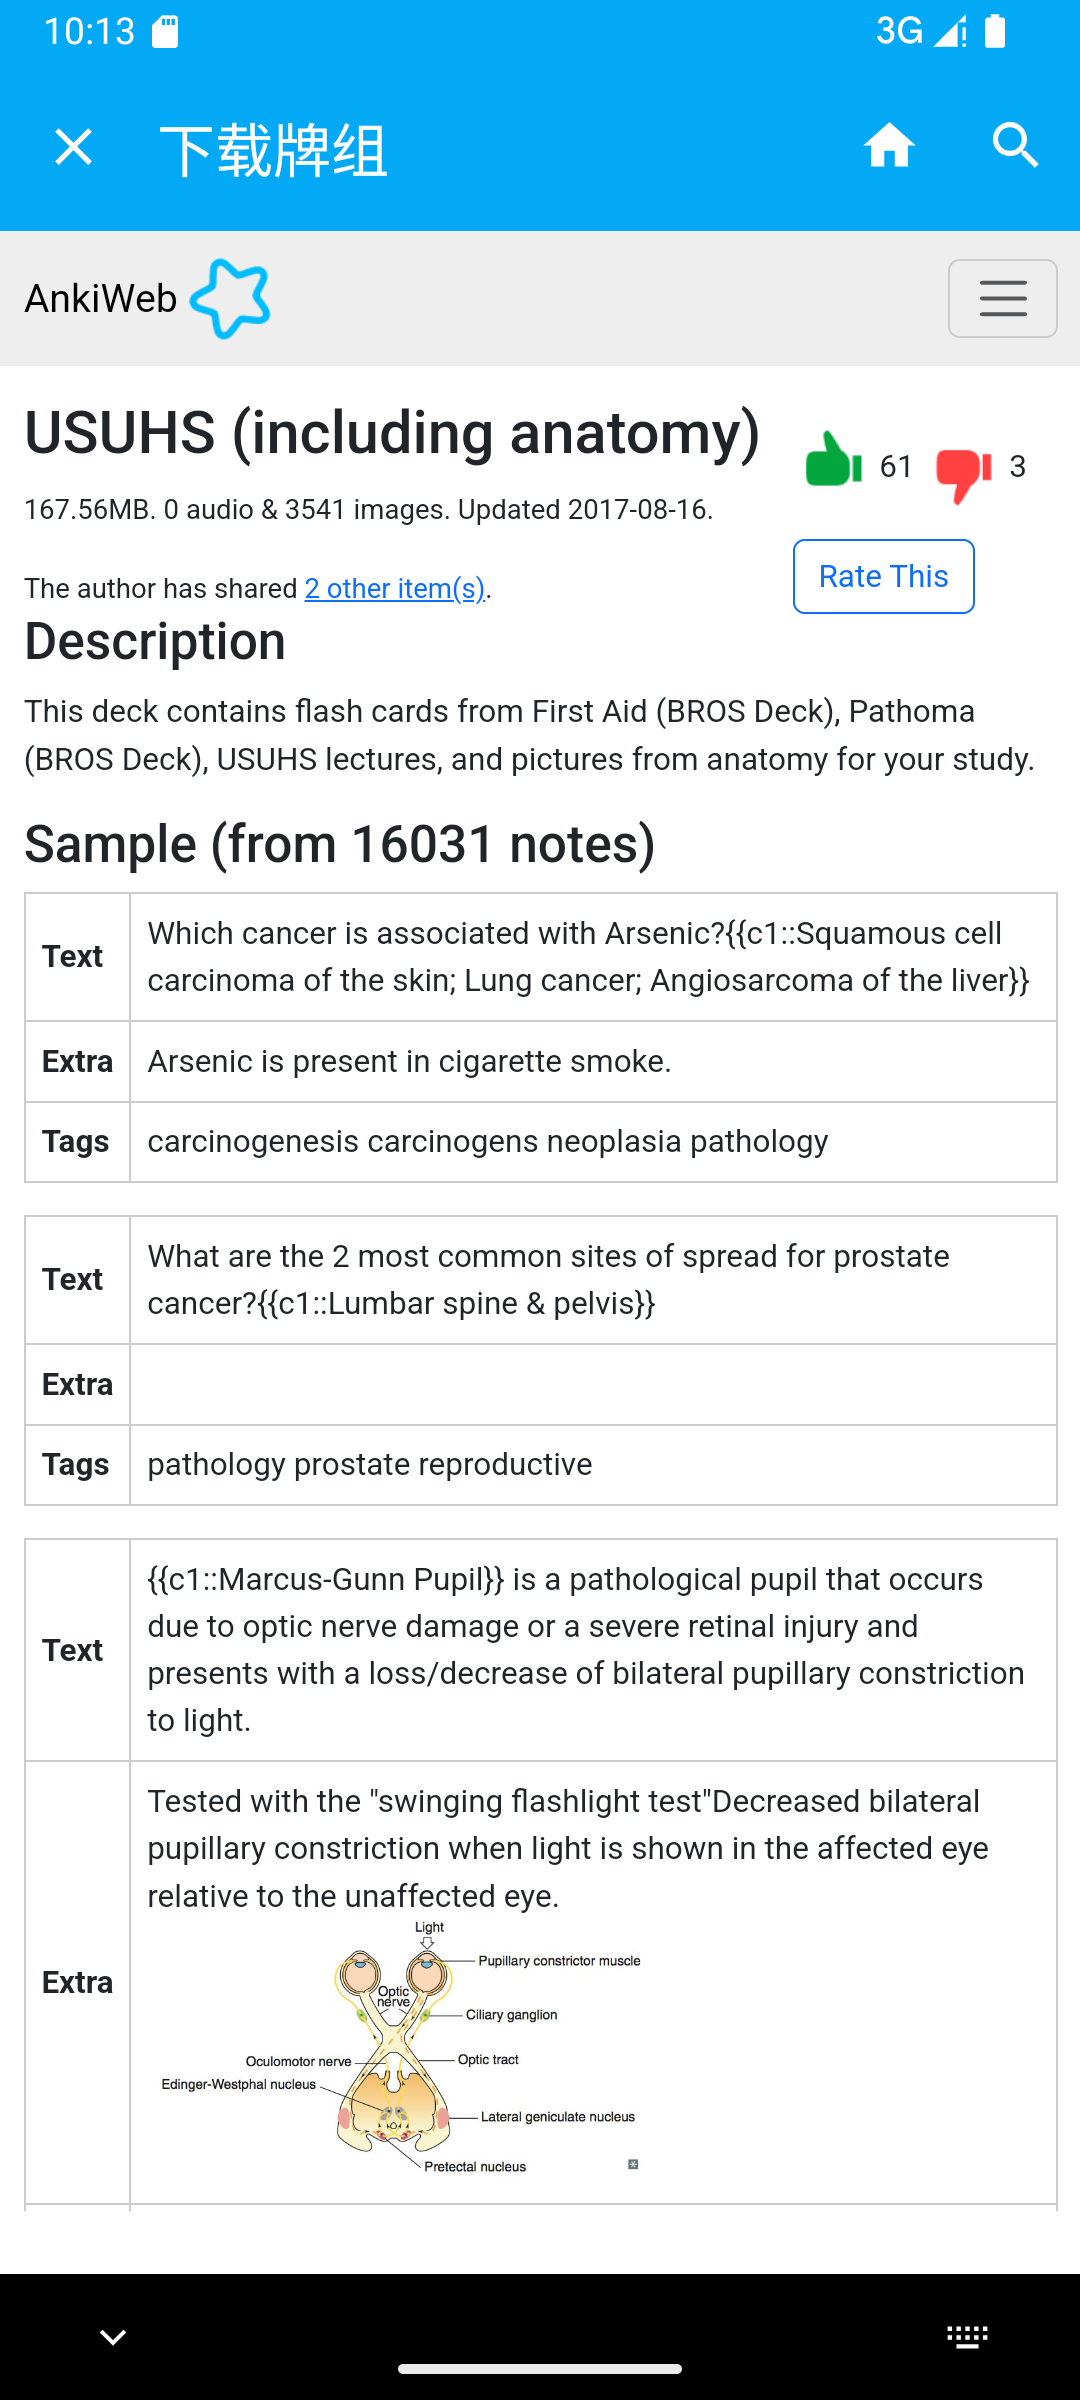 10:13
3G
下载牌组
AnkiWeb
USUHS (including anatomy)
61
3
167.56MB. 0 audio & 3541 images. Updated 2017-08-16.
Rate This
The author has shared 2 other item(s).
Description
This deck contains flash cards from First Aid (BROS Deck), Pathoma
(BROS Deck), USUHS lectures, and pictures from anatomy for your study.
Sample (from 16031 notes)
Text
Which cancer is associated with Arsenic?{{c1::Squamous cell
carcinoma of the skin; Lung cancer; Angiosarcoma of the liver}}
Extra
Arsenic is present in cigarette smoke.
Tags
carcinogenesis carcinogens neoplasia pathology
Text
What are the 2 most common sites of spread for prostate
cancer?{{c1::Lumbar spine & pelvis}}
Extra
Tags
pathology prostate reproductive
Text
{{c1::Marcus-Gunn Pupil}} is a pathological pupil that occurs
due to optic nerve damage or a severe retinal injury and
presents with a loss/decrease of bilateral pupillary constriction
to light.
Extra
Tested with the "swinging flashlight test"Decreased bilateral
pupillary constriction when light is shown in the affected eye
relative to the unaffected eye.
Light
Pupillary constrictor muscle
Optic
nerve
Ciliary ganglion
Oculomotor nerve
Optic tract
Edinger-Westphal nucleus
Lateral geniculate nucleus
Pretectal nucleus